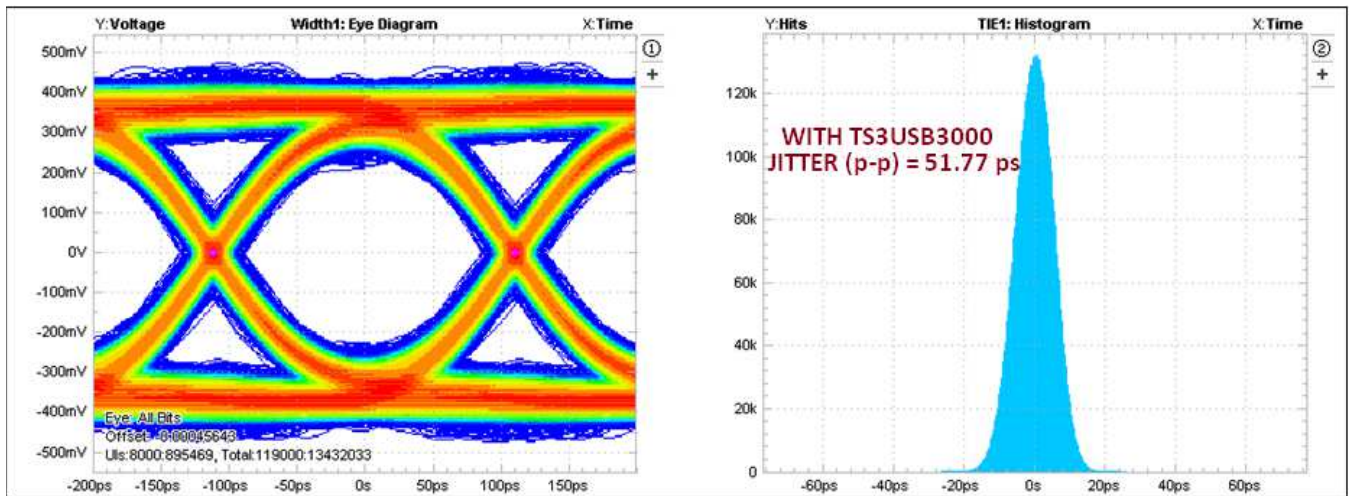 Y:Voltage Width1: Eye Diagram X:Time
①
+
500mV
400mV
300mV
200mV
100mV
0V
-100mV
-200mV
-300mV
-400mV
-500mV
Eye: All Bits
Offset: -0.00045643
UIs:8000:895469, Total:119000:13432033
-200ps -150ps -100ps -50ps 0s 50ps 100ps 150ps
Y:Hits TIE1: Histogram X:Time
②
+
120k
100k
80k
60k
40k
20k
0
WITH TS3USB3000
JITTER (p-p) = 51.77 ps
-60ps -40ps -20ps 0s 20ps 40ps 60ps